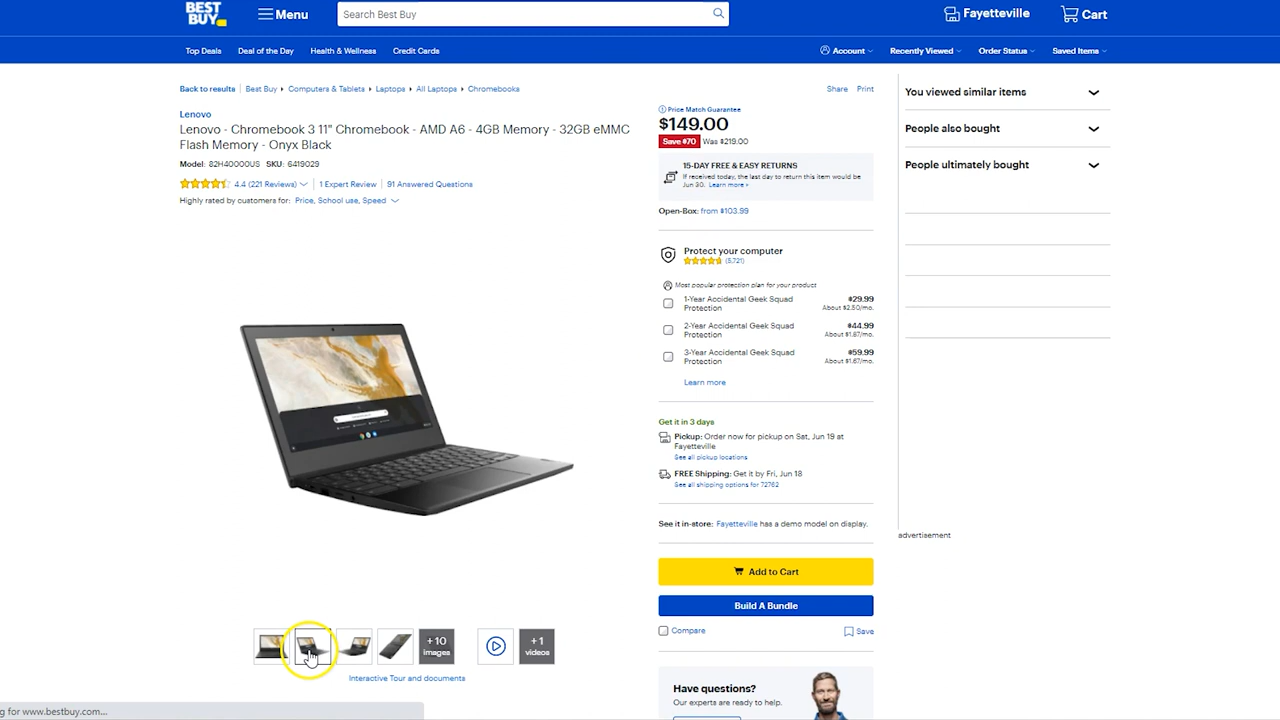 BEST
BUY
Menu
Search Best Buy
Fayetteville
Cart
Top Deals
Deal of the Day
Health & Wellness
Credit Cards
Account
Recently Viewed
Order Status
Saved Items
Back to results
Best Buy
Computers & Tablets
Laptops
All Laptops
Chromebooks
Share
Print
Lenovo
Lenovo - Chromebook 3 11" Chromebook - AMD A6 - 4GB Memory - 32GB eMMC
Flash Memory - Onyx Black
Model: 82H40000US SKU: 6419029
4.4 (221 Reviews)
1 Expert Review
91 Answered Questions
Highly rated by customers for: Price, School use, Speed
Price Match Guarantee
$149.00
Save $70
Was $219.00
15-DAY FREE & EASY RETURNS
If received today, the last day to return this item would be
Jun 30. Learn more >
Open-Box: from $103.99
Protect your computer
(5,721)
Most popular protection plan for your product
1-Year Accidental Geek Squad
Protection
$29.99
About $2.50/mo.
2-Year Accidental Geek Squad
Protection
$44.99
About $1.87/mo.
3-Year Accidental Geek Squad
Protection
$59.99
About $1.67/mo.
Learn more
Get it in 3 days
Pickup: Order now for pickup on Sat, Jun 19 at
Fayetteville
See all pickup locations
FREE Shipping: Get it by Fri, Jun 18
See all shipping options for 72762
See it in-store: Fayetteville has a demo model on display.
Add to Cart
Build A Bundle
Compare
Save
Have questions?
Our experts are ready to help.
You viewed similar items
People also bought
People ultimately bought
advertisement
+10
images
+1
videos
Interactive Tour and documents
g for www.bestbuy.com...